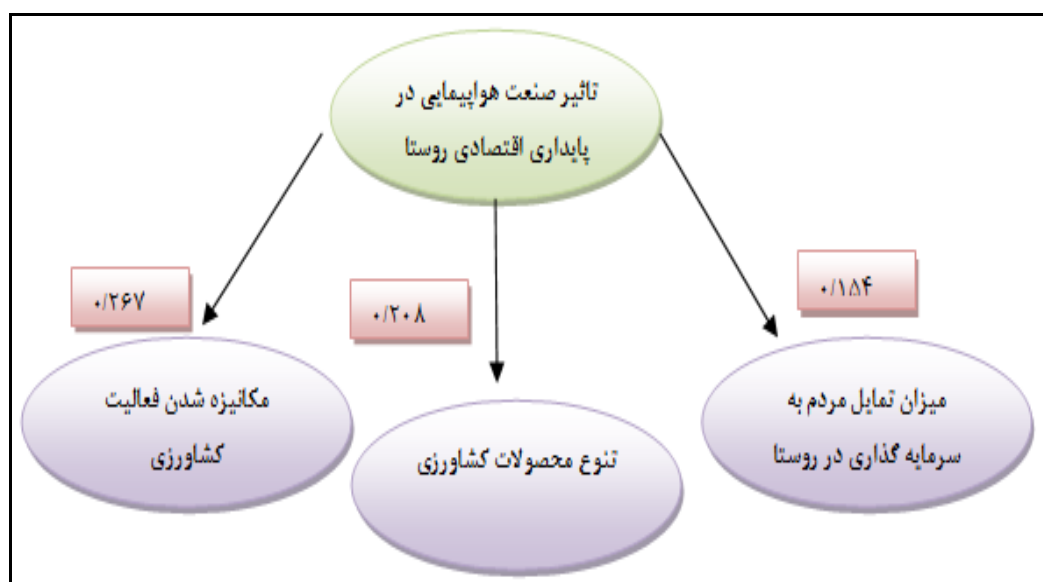 تاثیر صنعت هواپیمایی در
پایداری اقتصادی روستا
۰/۱۵۴
۰/۲۰۸
۰/۲۶۷
میزان تمایل مردم به
سرمایه گذاری در روستا
تنوع محصولات کشاورزی
مکانیزه شدن فعالیت
کشاورزی